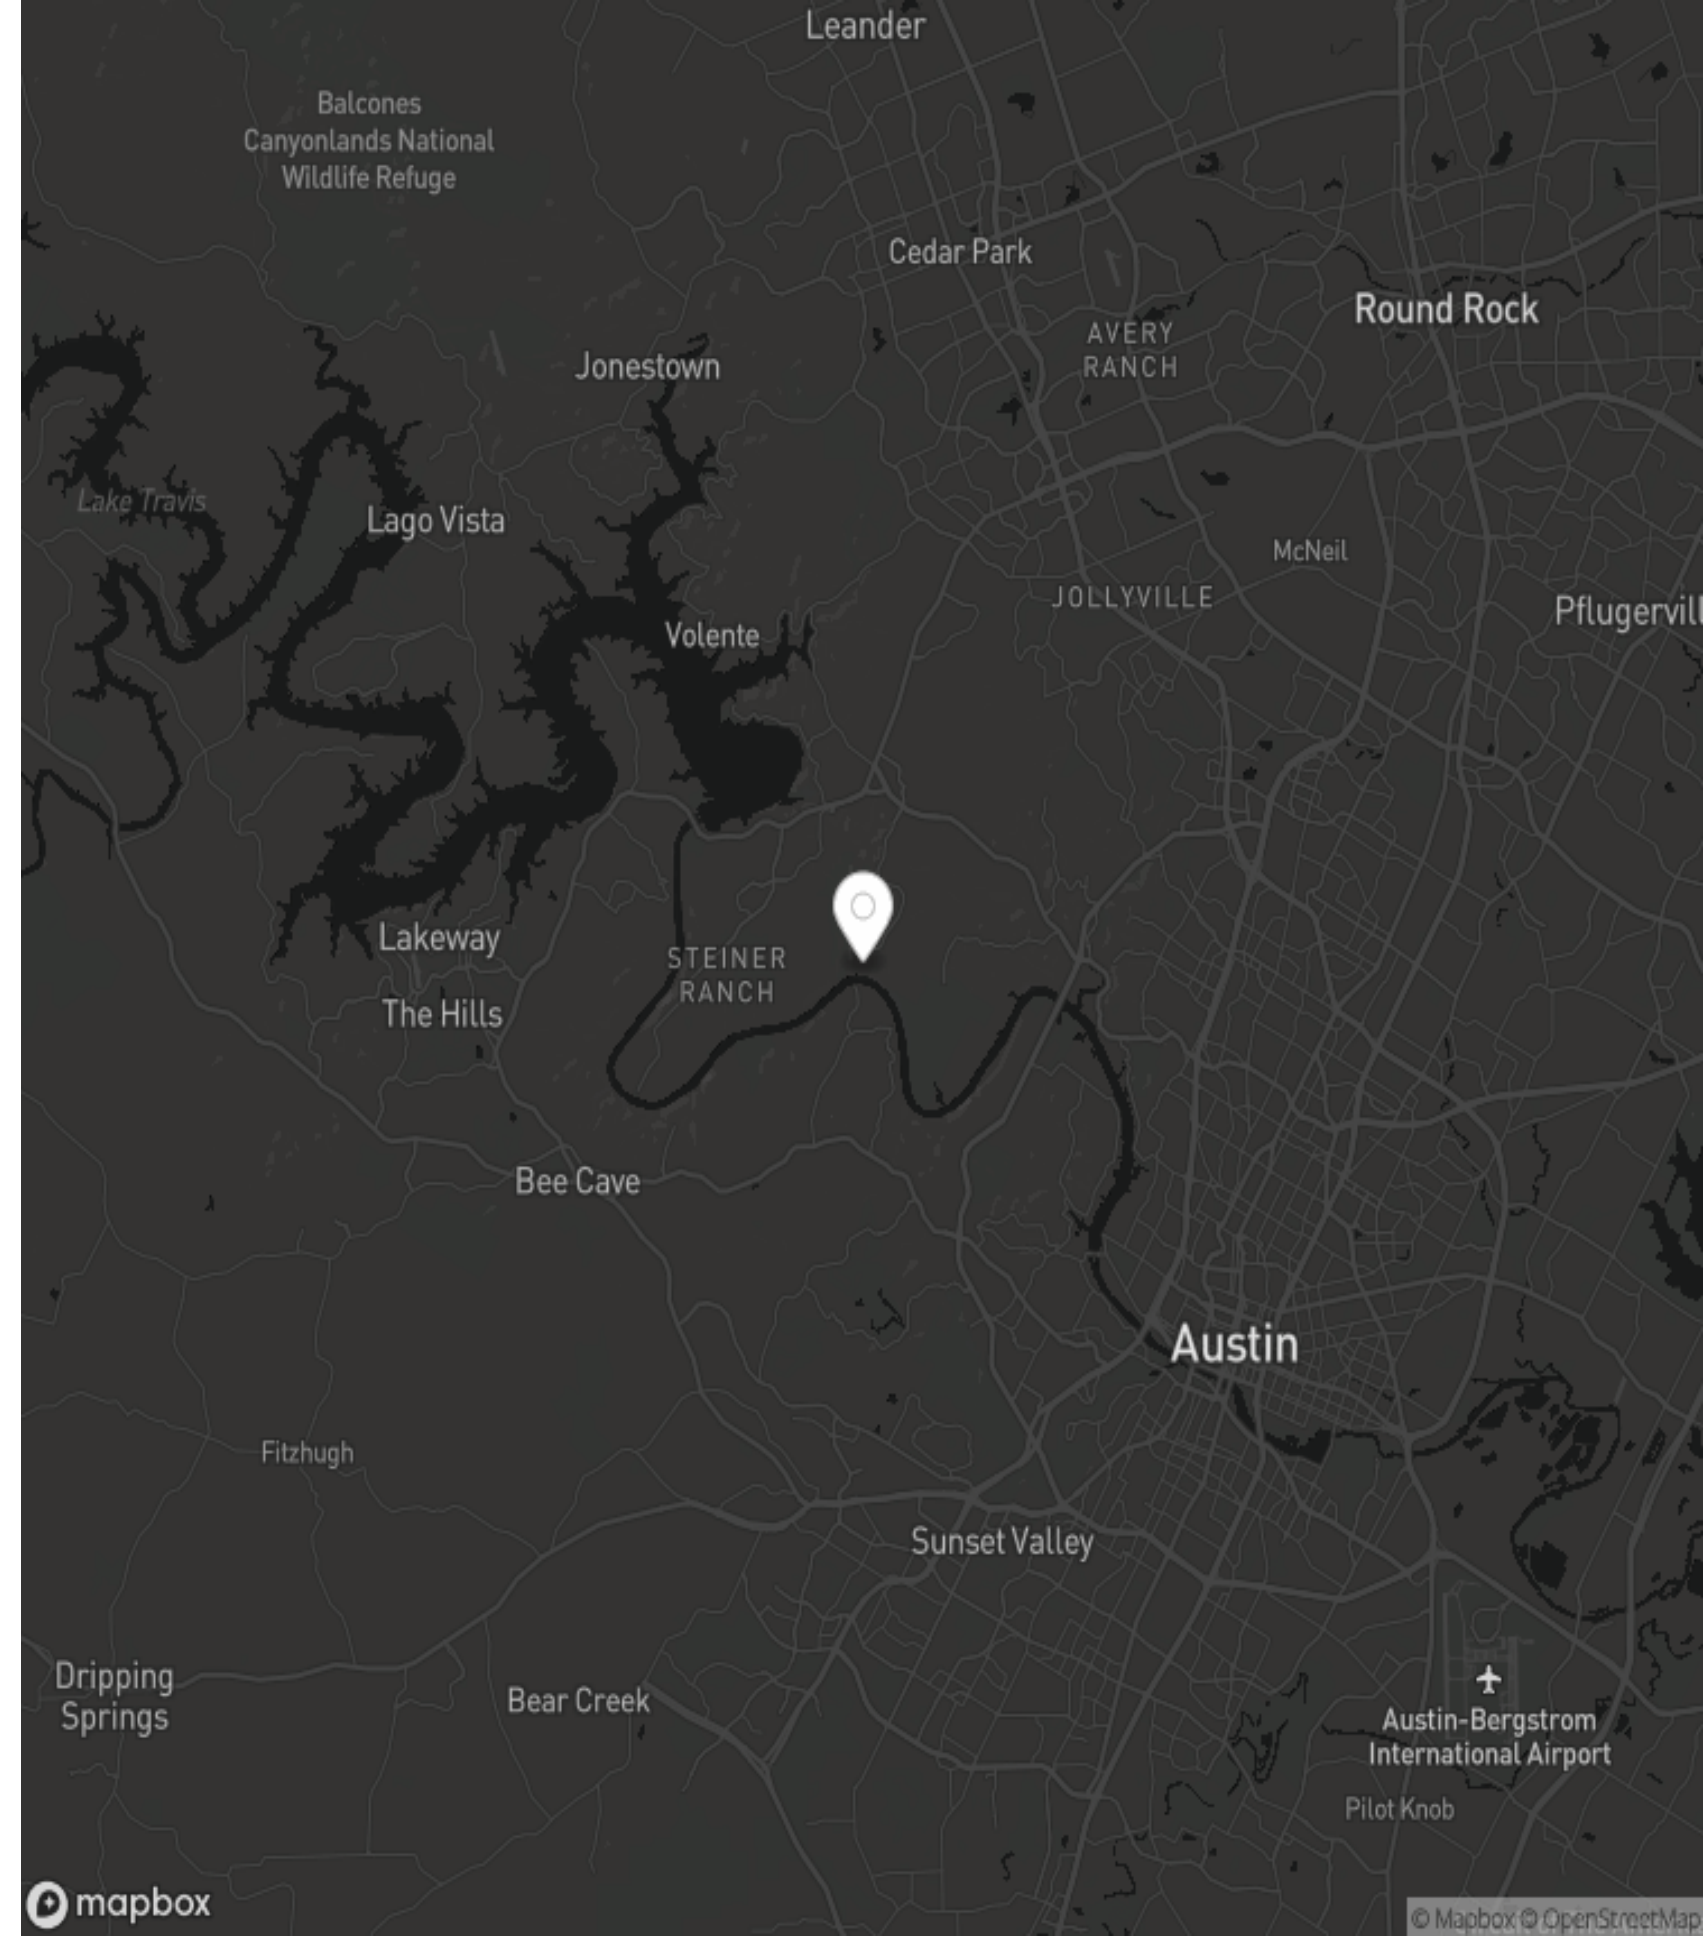 Leander
Balcones
Canyonlands National
Wildlife Refuge
Cedar Park
Round Rock
AVERY
RANCH
Jonestown
Lake Travis
Lago Vista
McNeil
JOLLYVILLE
Pflugervill
Volente
Lakeway
STEINER
RANCH
The Hills
Bee Cave
Austin
Fitzhugh
Sunset Valley
Dripping
Springs
Bear Creek
Austin-Bergstrom
International Airport
Pilot Knob
mapbox
© Mapbox © OpenStreetMap